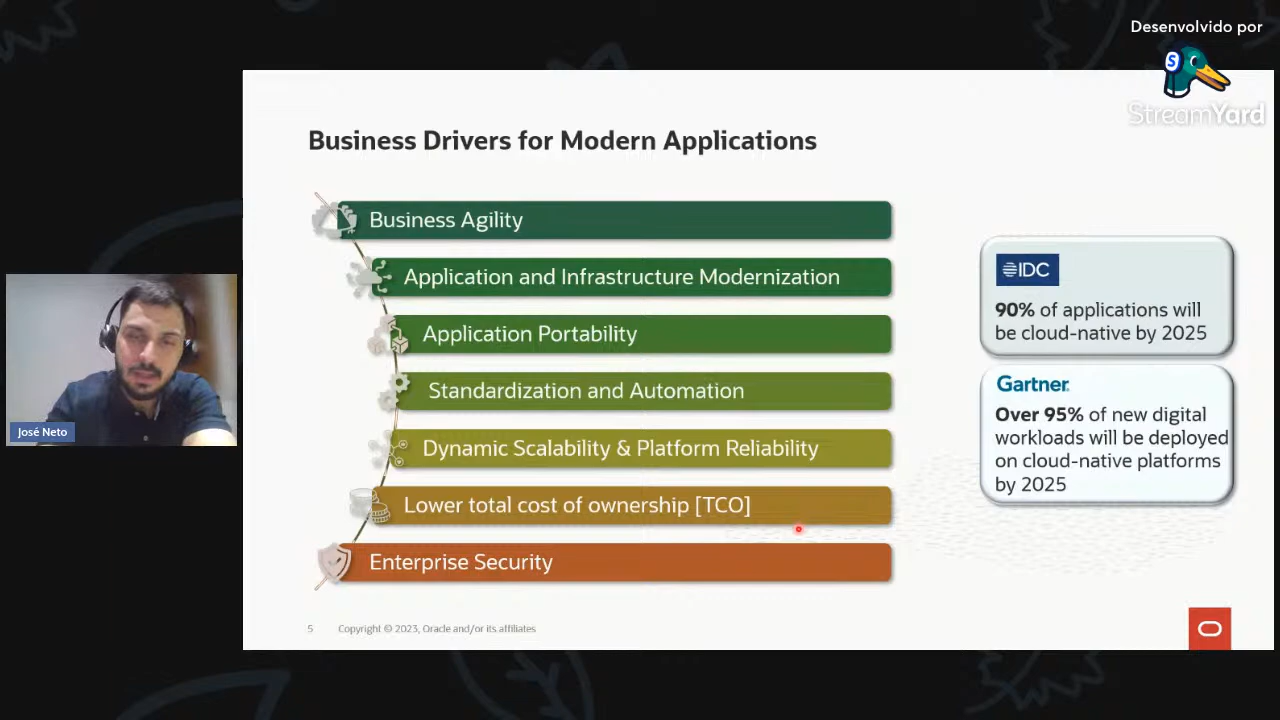 Desenvolvido por
S
StreamYard
Business Drivers for Modern Applications
Business Agility
Application and Infrastructure Modernization
Application Portability
Standardization and Automation
Dynamic Scalability & Platform Reliability
Lower total cost of ownership [TCO]
Enterprise Security
IDC
90% of applications will
be cloud-native by 2025
Gartner
Over 95% of new digital
workloads will be deployed
on cloud-native platforms
by 2025
José Neto
5 Copyright © 2023, Oracle and/or its affiliates